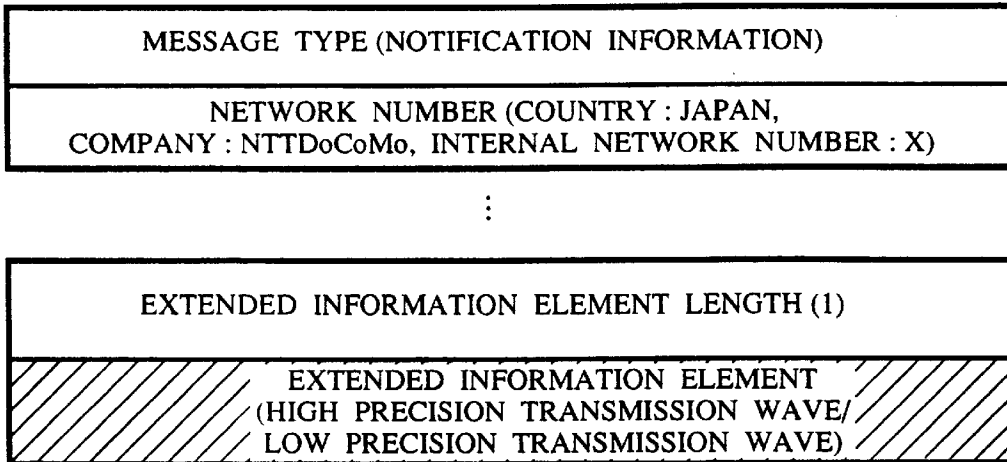 MESSAGE TYPE (NOTIFICATION INFORMATION)
NETWORK NUMBER (COUNTRY : JAPAN,
COMPANY : NTTDoCoMo, INTERNAL NETWORK NUMBER : X)
⋮
EXTENDED INFORMATION ELEMENT LENGTH (1)
EXTENDED INFORMATION ELEMENT
(HIGH PRECISION TRANSMISSION WAVE/
LOW PRECISION TRANSMISSION WAVE)